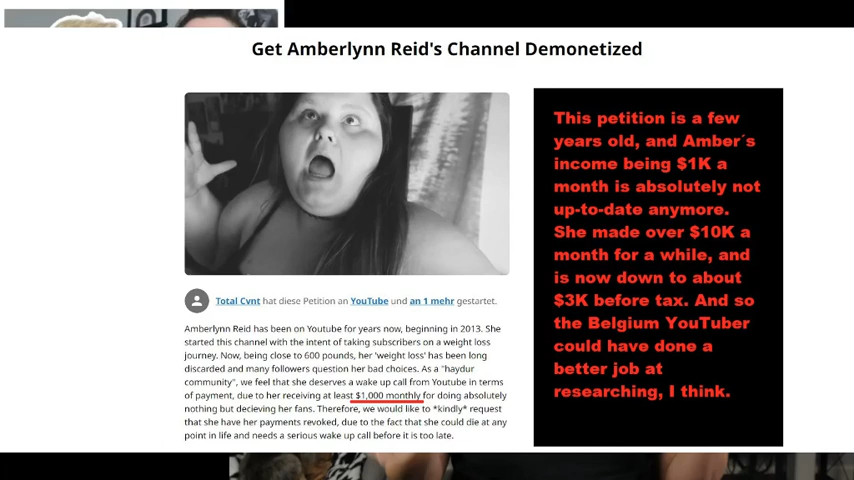 Get Amberlynn Reid's Channel Demonetized
Total Cvnt hat diese Petition an YouTube und an 1 mehr gestartet.
Amberlynn Reid has been on Youtube for years now, beginning in 2013. She
started this channel with the intent of taking subscribers on a weight loss
journey. Now, being close to 600 pounds, her 'weight loss' has been long
discarded and many followers question her bad choices. As a "haydur
community", we feel that she deserves a wake up call from Youtube in terms
of payment, due to her receiving at least $1,000 monthly for doing absolutely
nothing but decieving her fans. Therefore, we would like to *kindly* request
that she have her payments revoked, due to the fact that she could die at any
point in life and needs a serious wake up call before it is too late.
This petition is a few
years old, and Amber´s
income being $1K a
month is absolutely not
up-to-date anymore.
She made over $10K a
month for a while, and
is now down to about
$3K before tax. And so
the Belgium YouTuber
could have done a
better job at
researching, I think.